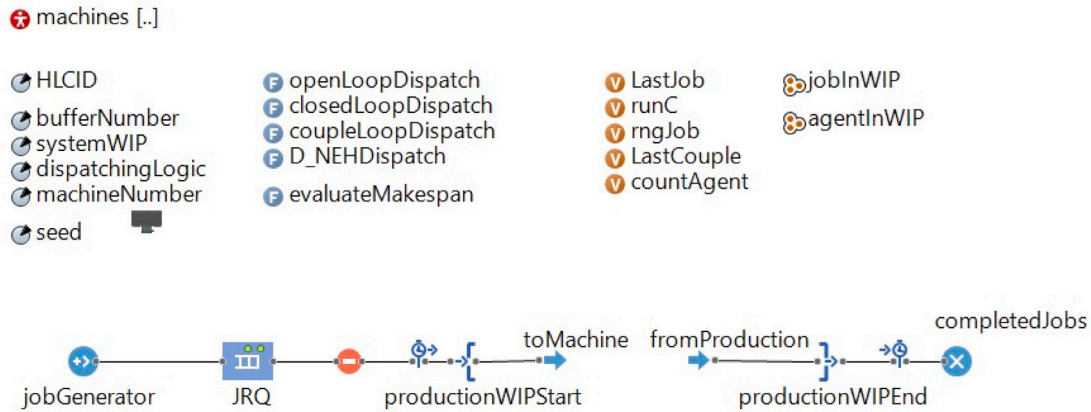 machines [..]
HLCID
bufferNumber
systemWIP
dispatchingLogic
machineNumber
seed
F openLoopDispatch
F closedLoopDispatch
F coupleLoopDispatch
F D_NEHDispatch
F evaluateMakespan
V LastJob
V runC
V rngJob
V LastCouple
V countAgent
jobInWIP
agentInWIP
jobGenerator
JRQ
productionWIPStart
toMachine
fromProduction
productionWIPEnd
completedJobs